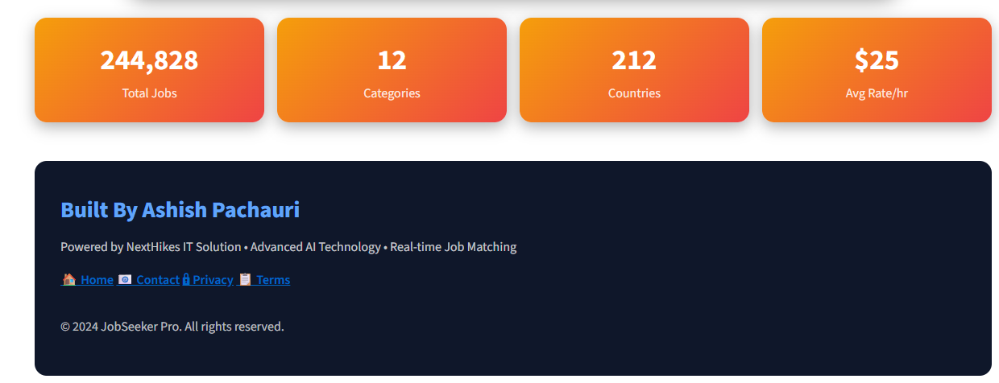 244,828
Total Jobs
12
Categories
212
Countries
$25
Avg Rate/hr
Built By Ashish Pachauri
Powered by NextHikes IT Solution • Advanced AI Technology • Real-time Job Matching
🏠 Home 📧 Contact 🔒 Privacy 📋 Terms
© 2024 JobSeeker Pro. All rights reserved.